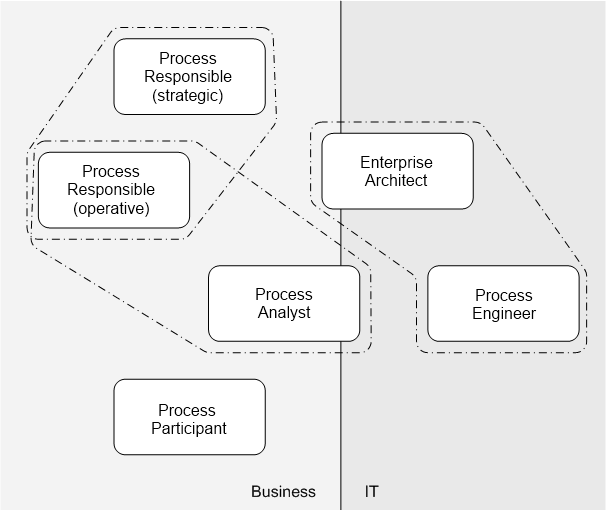 Process
Responsible
(strategic)
Process
Responsible
(operative)
Enterprise
Architect
Process
Analyst
Process
Engineer
Process
Participant
Business
IT